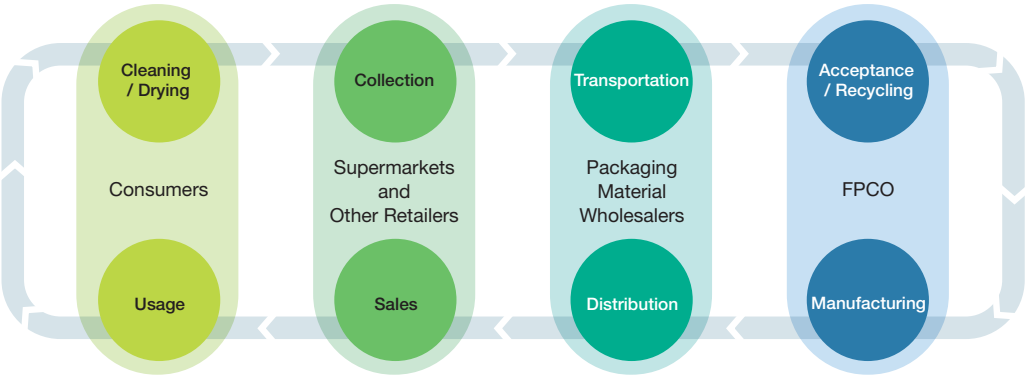 Cleaning
/ Drying
Collection
Transportation
Acceptance
/ Recycling
Consumers
Supermarkets
and
Other Retailers
Packaging
Material
Wholesalers
FPCO
Usage
Sales
Distribution
Manufacturing